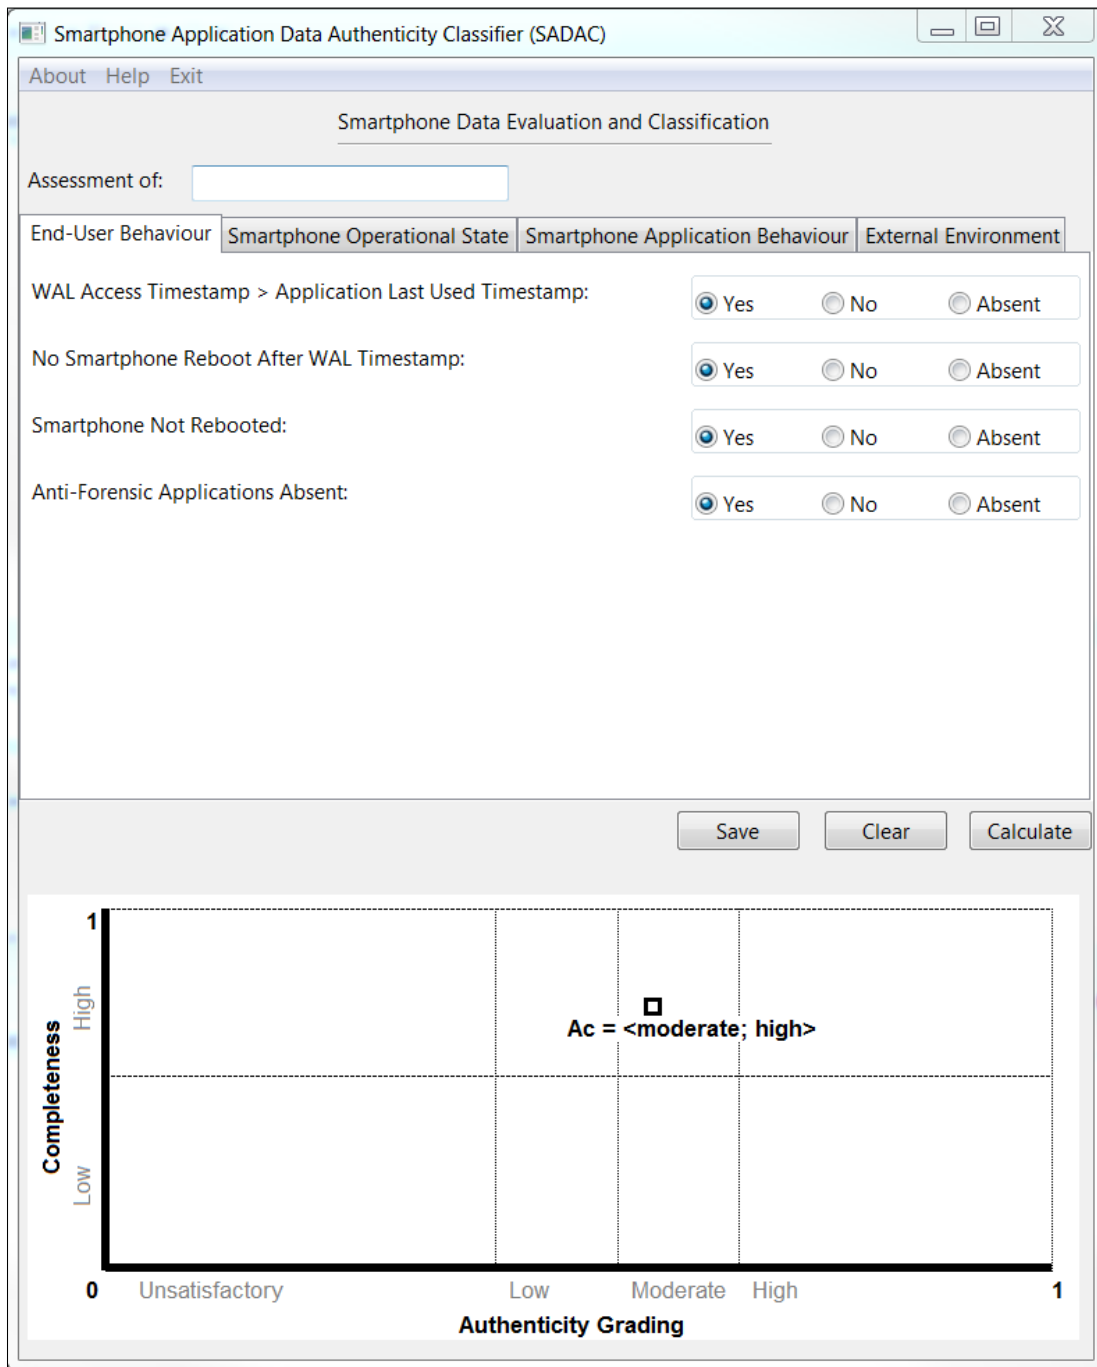 Smartphone Application Data Authenticity Classifier (SADAC)
About Help Exit
Smartphone Data Evaluation and Classification
Assessment of:
End-User Behaviour Smartphone Operational State Smartphone Application Behaviour External Environment
WAL Access Timestamp > Application Last Used Timestamp: Yes No Absent
No Smartphone Reboot After WAL Timestamp: Yes No Absent
Smartphone Not Rebooted: Yes No Absent
Anti-Forensic Applications Absent: Yes No Absent
Save Clear Calculate
1
High
Ac = <moderate; high>
Completeness
Low
0 Unsatisfactory Low Moderate High 1
Authenticity Grading